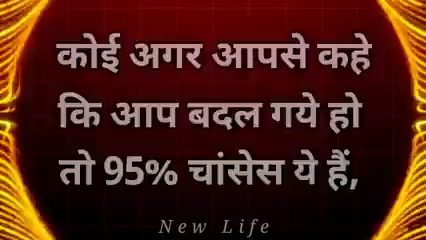 कोई अगर आपसे कहे
कि आप बदल गये हो
तो 95% चांसेस ये हैं,
New Life